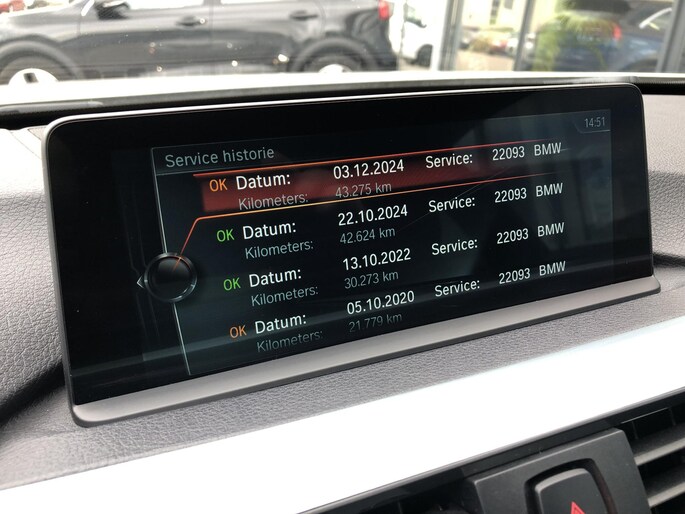 14:51
Service historie
OK Datum: 03.12.2024 Service: 22093 BMW
Kilometers: 43.275 km
OK Datum: 22.10.2024 Service: 22093 BMW
Kilometers: 42.624 km
OK Datum: 13.10.2022 Service: 22093 BMW
Kilometers: 30.273 km
OK Datum: 05.10.2020 Service: 22093 BMW
Kilometers: 21.779 km